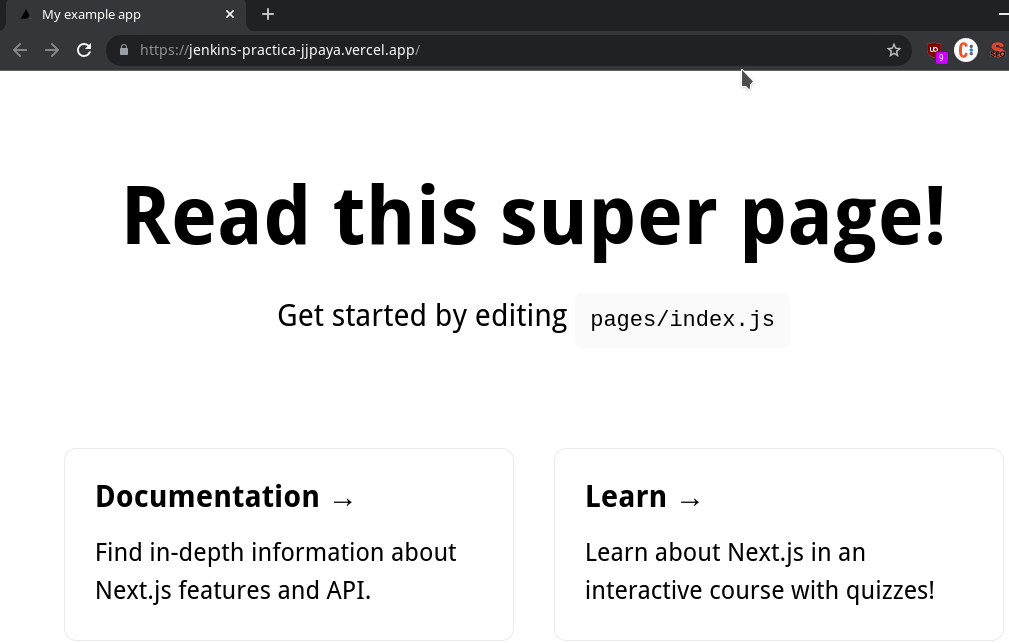 My example app
https://jenkins-practica-jjpaya.vercel.app/
9
Read this super page!
Get started by editing pages/index.js
Documentation →
Find in-depth information about
Next.js features and API.
Learn →
Learn about Next.js in an
interactive course with quizzes!